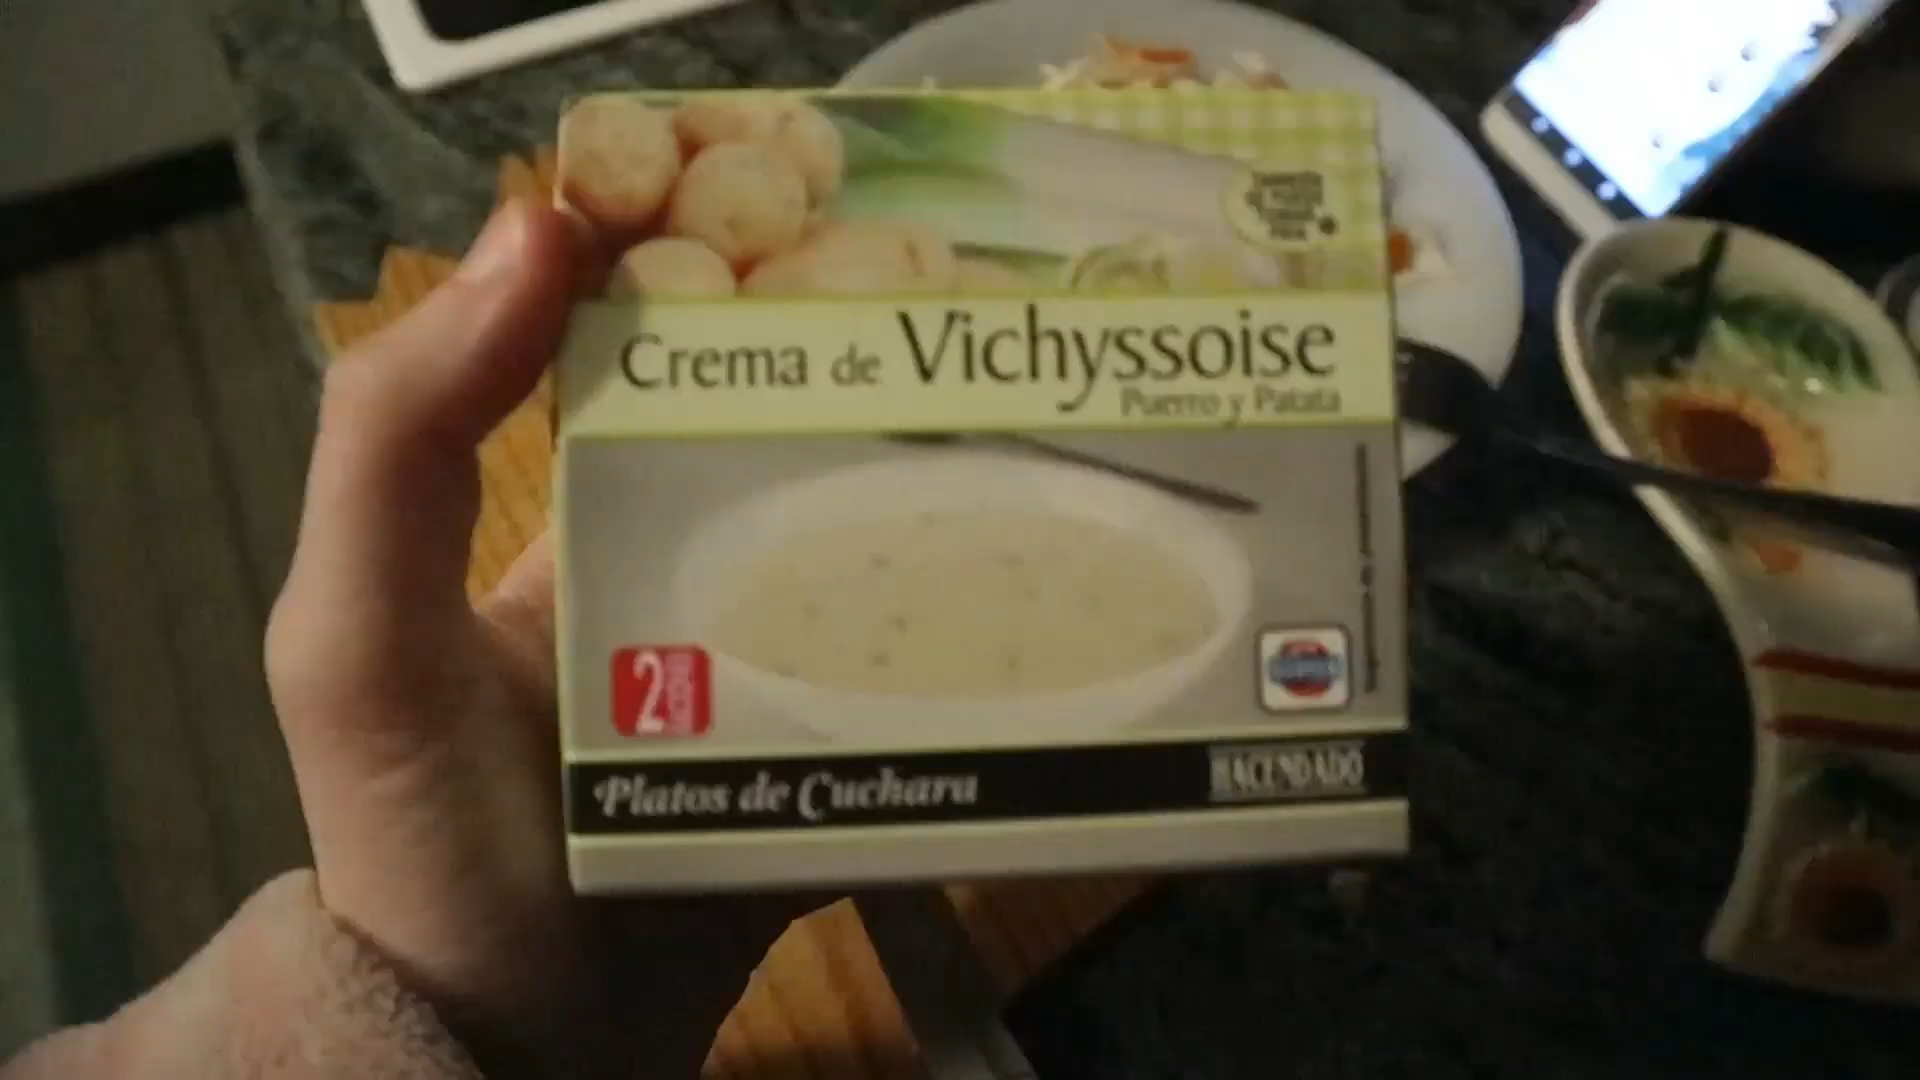 Crema de Vichyssoise
Puerro y Patata
2
Platos de Cuchara
HACENDADO